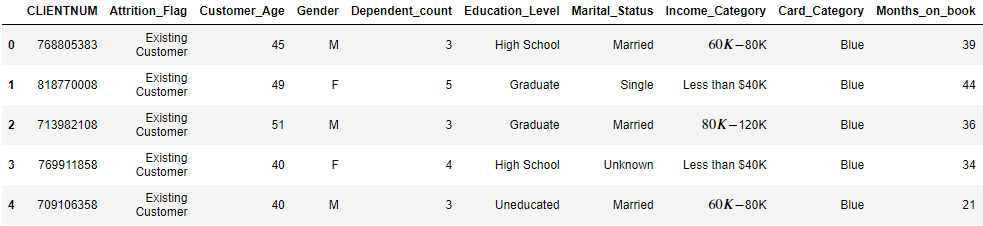 CLIENTNUM Attrition_Flag Customer_Age Gender Dependent_count Education_Level Marital_Status Income_Category Card_Category Months_on_book
0 768805383 Existing Customer 45 M 3 High School Married 60K−80K Blue 39
1 818770008 Existing Customer 49 F 5 Graduate Single Less than $40K Blue 44
2 713982108 Existing Customer 51 M 3 Graduate Married 80K−120K Blue 36
3 769911858 Existing Customer 40 F 4 High School Unknown Less than $40K Blue 34
4 709106358 Existing Customer 40 M 3 Uneducated Married 60K−80K Blue 21